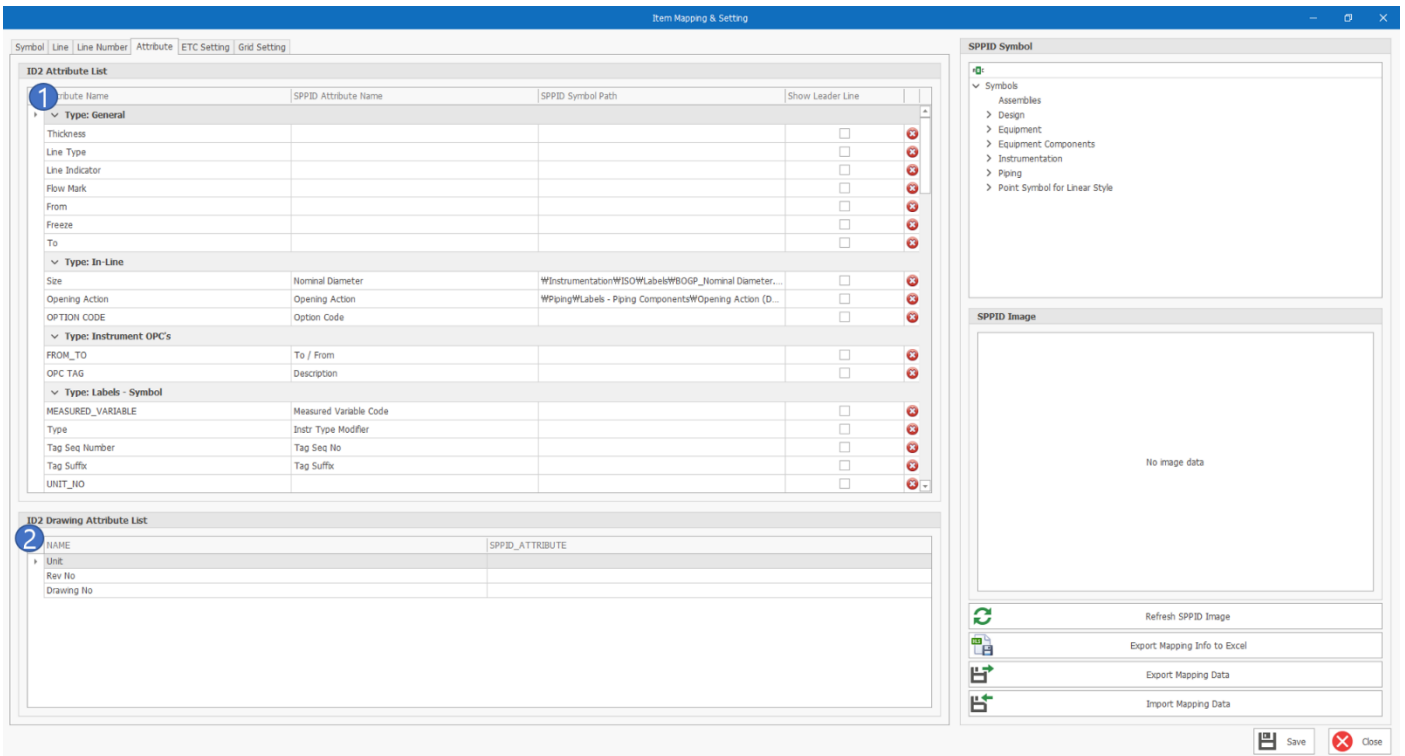 Item Mapping & Setting
Symbol Line Line Number Attribute ETC Setting Grid Setting
ID2 Attribute List
1
tribute Name SPPID Attribute Name SPPID Symbol Path Show Leader Line
Type: General
Thickness
Line Type
Line Indicator
Flow Mark
From
Freeze
To
Type: In-Line
Size Nominal Diameter ₩Instrumentation₩ISO₩Labels₩BOGP_Nominal Diameter....
Opening Action Opening Action ₩Piping₩Labels - Piping Components₩Opening Action (D...
OPTION CODE Option Code
Type: Instrument OPC's
FROM_TO To / From
OPC TAG Description
Type: Labels - Symbol
MEASURED_VARIABLE Measured Variable Code
Type Instr Type Modifier
Tag Seq Number Tag Seq No
Tag Suffix Tag Suffix
UNIT_NO
ID2 Drawing Attribute List
2
NAME SPPID_ATTRIBUTE
Unit
Rev No
Drawing No
SPPID Symbol
Symbols
Assemblies
Design
Equipment
Equipment Components
Instrumentation
Piping
Point Symbol for Linear Style
SPPID Image
No image data
Refresh SPPID Image
Export Mapping Info to Excel
Export Mapping Data
Import Mapping Data
Save Close